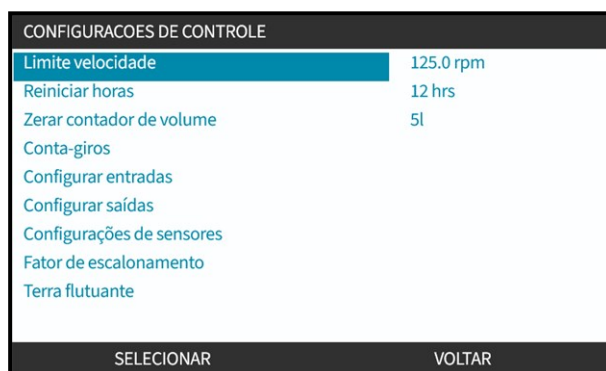 CONFIGURACOES DE CONTROLE
Limite velocidade 125.0 rpm
Reiniciar horas 12 hrs
Zerar contador de volume 5l
Conta-giros
Configurar entradas
Configurar saídas
Configurações de sensores
Fator de escalonamento
Terra flutuante
SELECIONAR VOLTAR